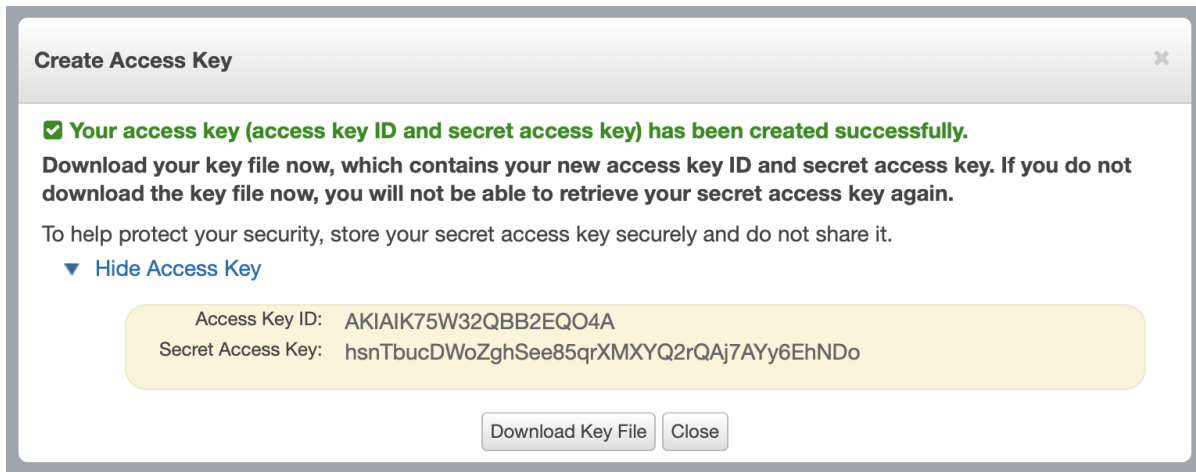 Create Access Key
Your access key (access key ID and secret access key) has been created successfully.
Download your key file now, which contains your new access key ID and secret access key. If you do not
download the key file now, you will not be able to retrieve your secret access key again.
To help protect your security, store your secret access key securely and do not share it.
Hide Access Key
Access Key ID: AKIAIK75W32QBB2EQO4A
Secret Access Key: hsnTbucDWoZghSee85qrXMXYQ2rQAj7AYy6EhNDo
Download Key File Close